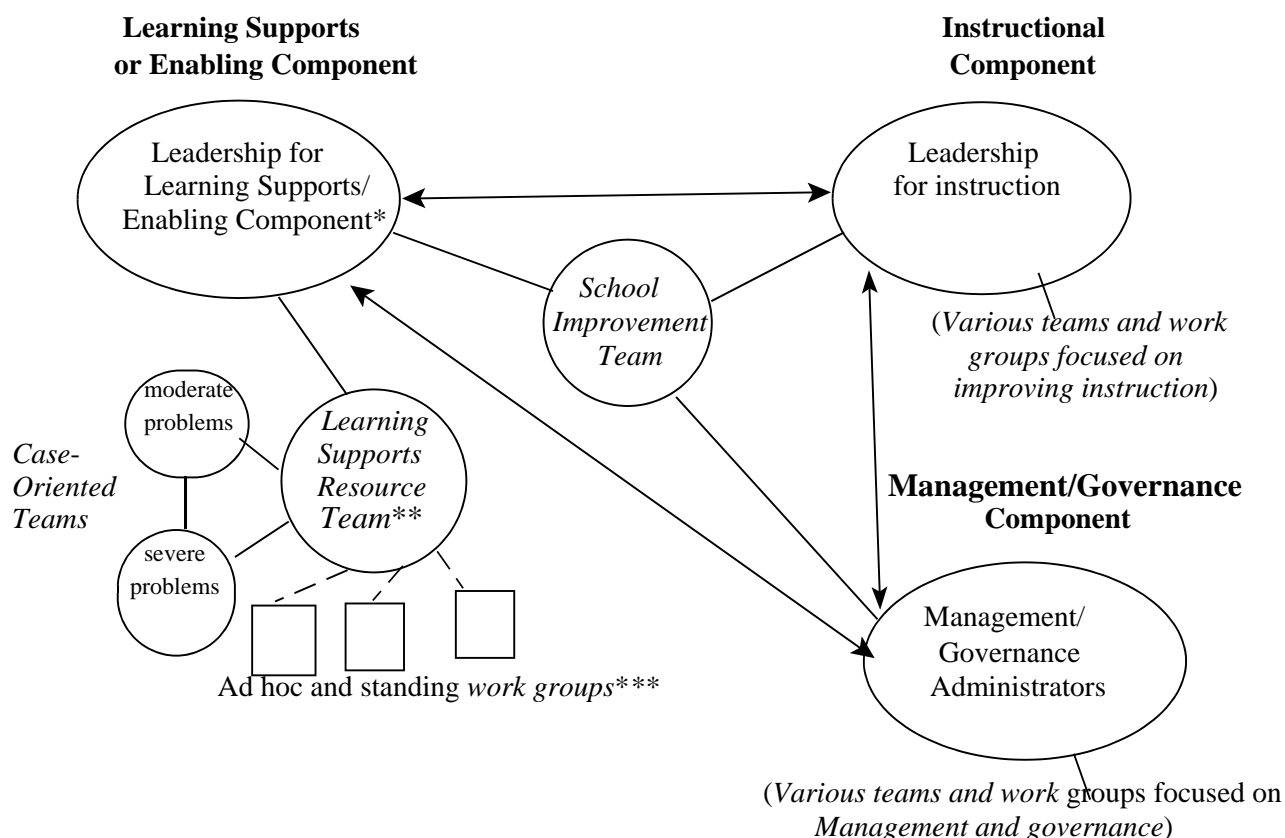 Learning Supports
or Enabling Component
Instructional
Component
Leadership for
Learning Supports/
Enabling Component*
Leadership
for instruction
School
Improvement
Team
(Various teams and work
groups focused on
improving instruction)
moderate
problems
Case-
Oriented
Teams
severe
problems
Learning
Supports
Resource
Team**
Ad hoc and standing work groups***
Management/Governance
Component
Management/
Governance
Administrators
(Various teams and work groups focused on
Management and governance)